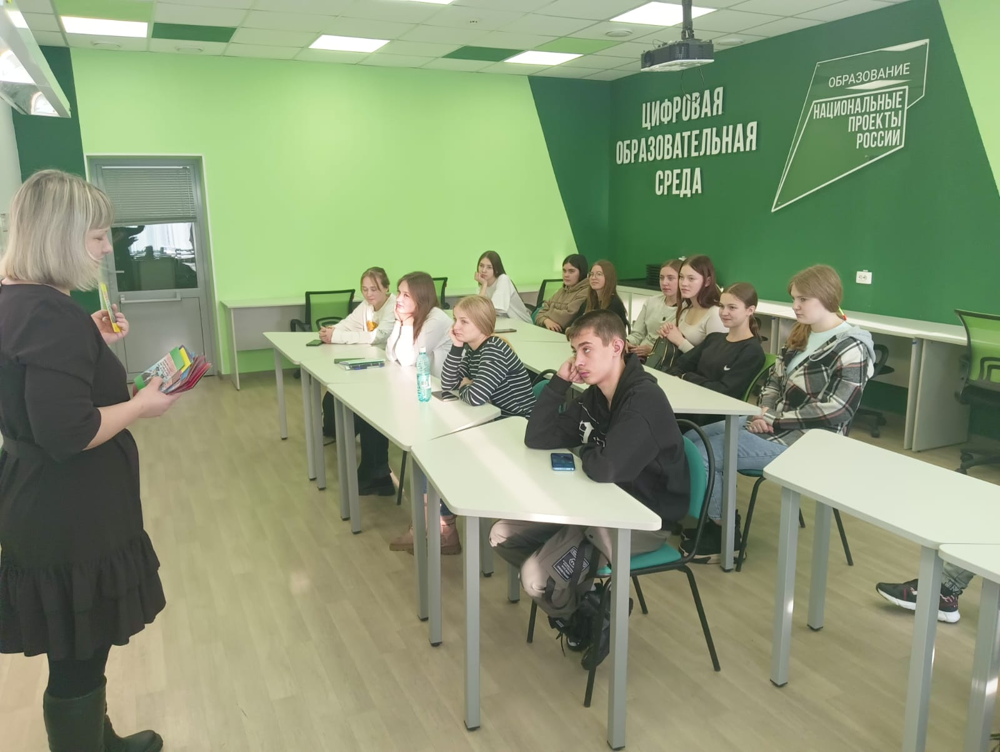 ЦИФРОВАЯ
ОБРАЗОВАТЕЛЬНАЯ
СРЕДА
ОБРАЗОВАНИЕ
НАЦИОНАЛЬНЫЕ
ПРОЕКТЫ
РОССИИ